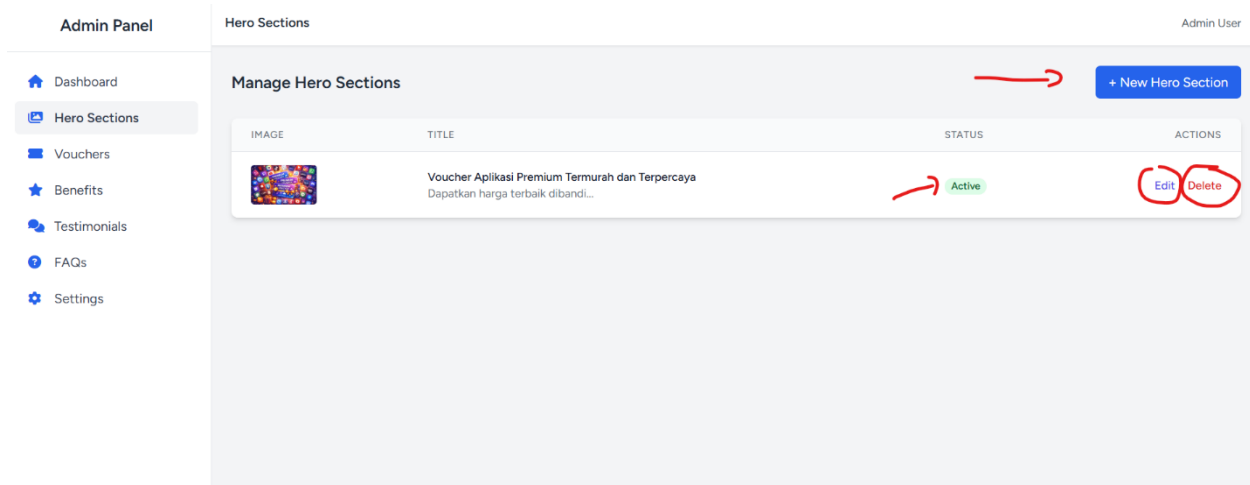 Admin Panel
Hero Sections
Admin User
Dashboard
Hero Sections
Vouchers
Benefits
Testimonials
FAQs
Settings
Manage Hero Sections
+ New Hero Section
IMAGE TITLE STATUS ACTIONS
Voucher Aplikasi Premium Termurah dan Terpercaya
Dapatkan harga terbaik dibandi...
Active
Edit Delete